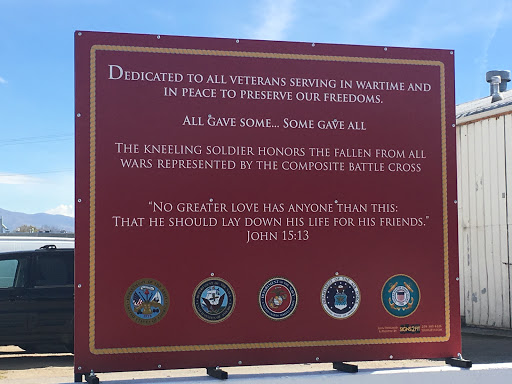 Dedicated to all veterans serving in wartime and
in peace to preserve our freedoms.
All gave some... Some gave all
The kneeling soldier honors the fallen from all
wars represented by the composite battle cross
“No greater love has anyone than this:
That he should lay down his life for his friends.”
John 15:13